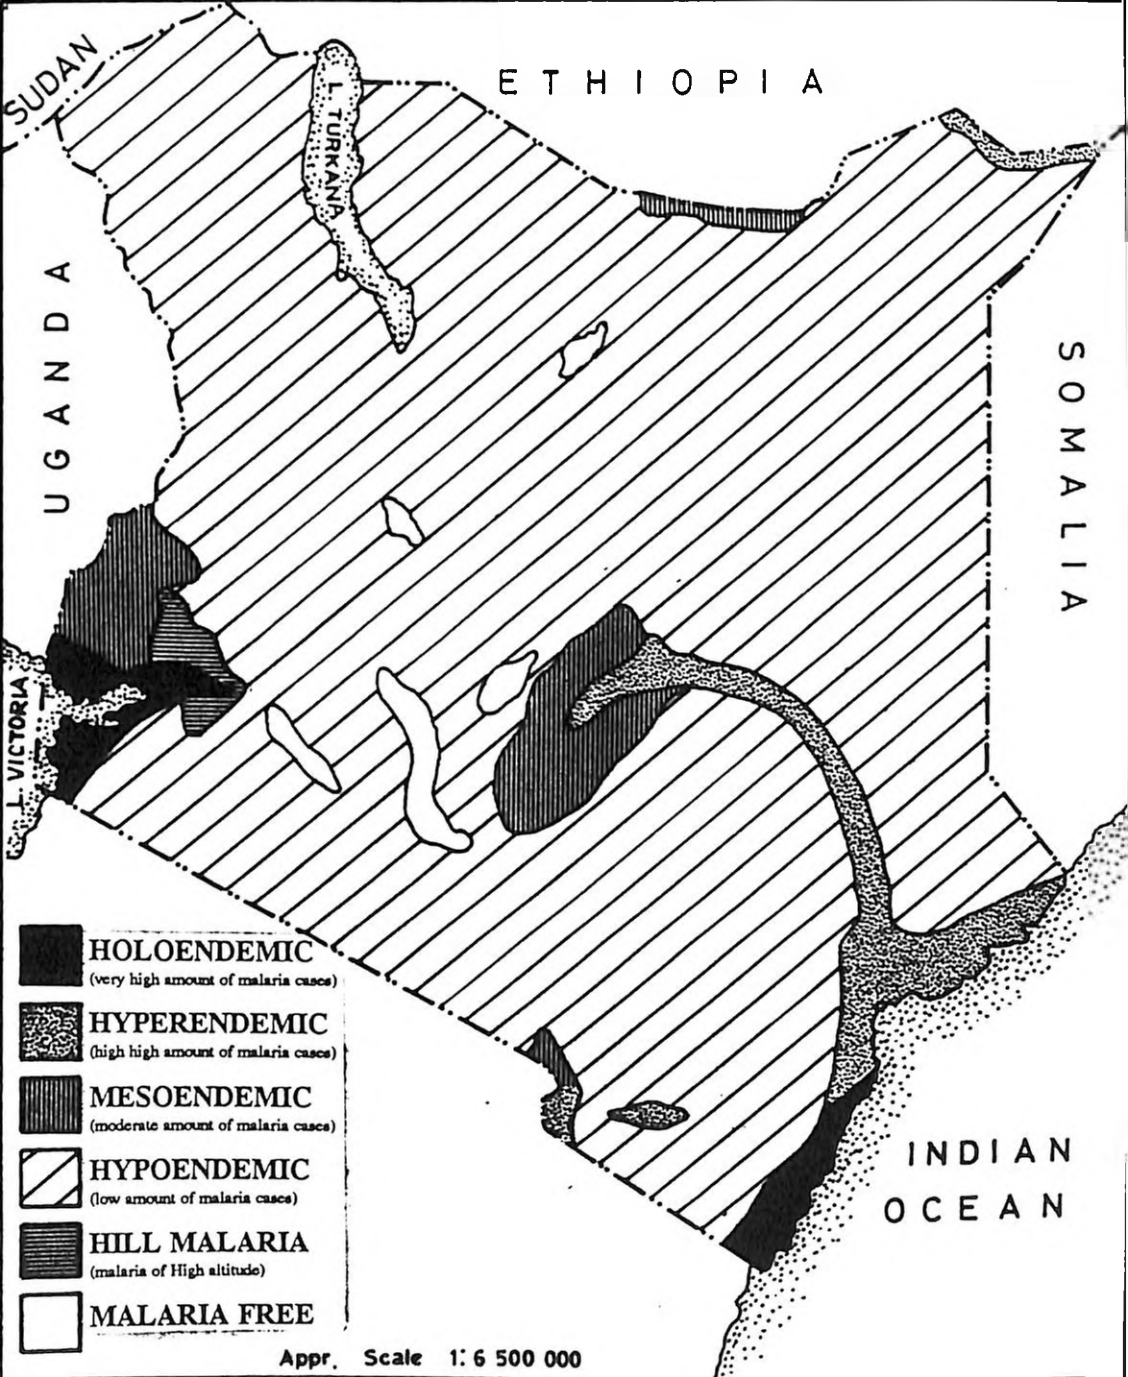 SUDAN
ETHIOPIA
L. TURKANA
UGANDA
SOMALIA
L. VICTORIA
HOLOENDEMIC
(very high amount of malaria cases)
HYPERENDEMIC
(high high amount of malaria cases)
MESOENDEMIC
(moderate amount of malaria cases)
HYPOENDEMIC
(low amount of malaria cases)
HILL MALARIA
(malaria of High altitude)
MALARIA FREE
INDIAN
OCEAN
Appr. Scale 1:6 500 000